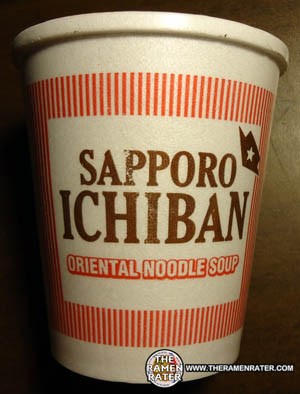 SAPPORO
ICHIBAN
ORIENTAL NOODLE SOUP
THE
RAMEN
RATER
WWW.THERAMENRATER.COM